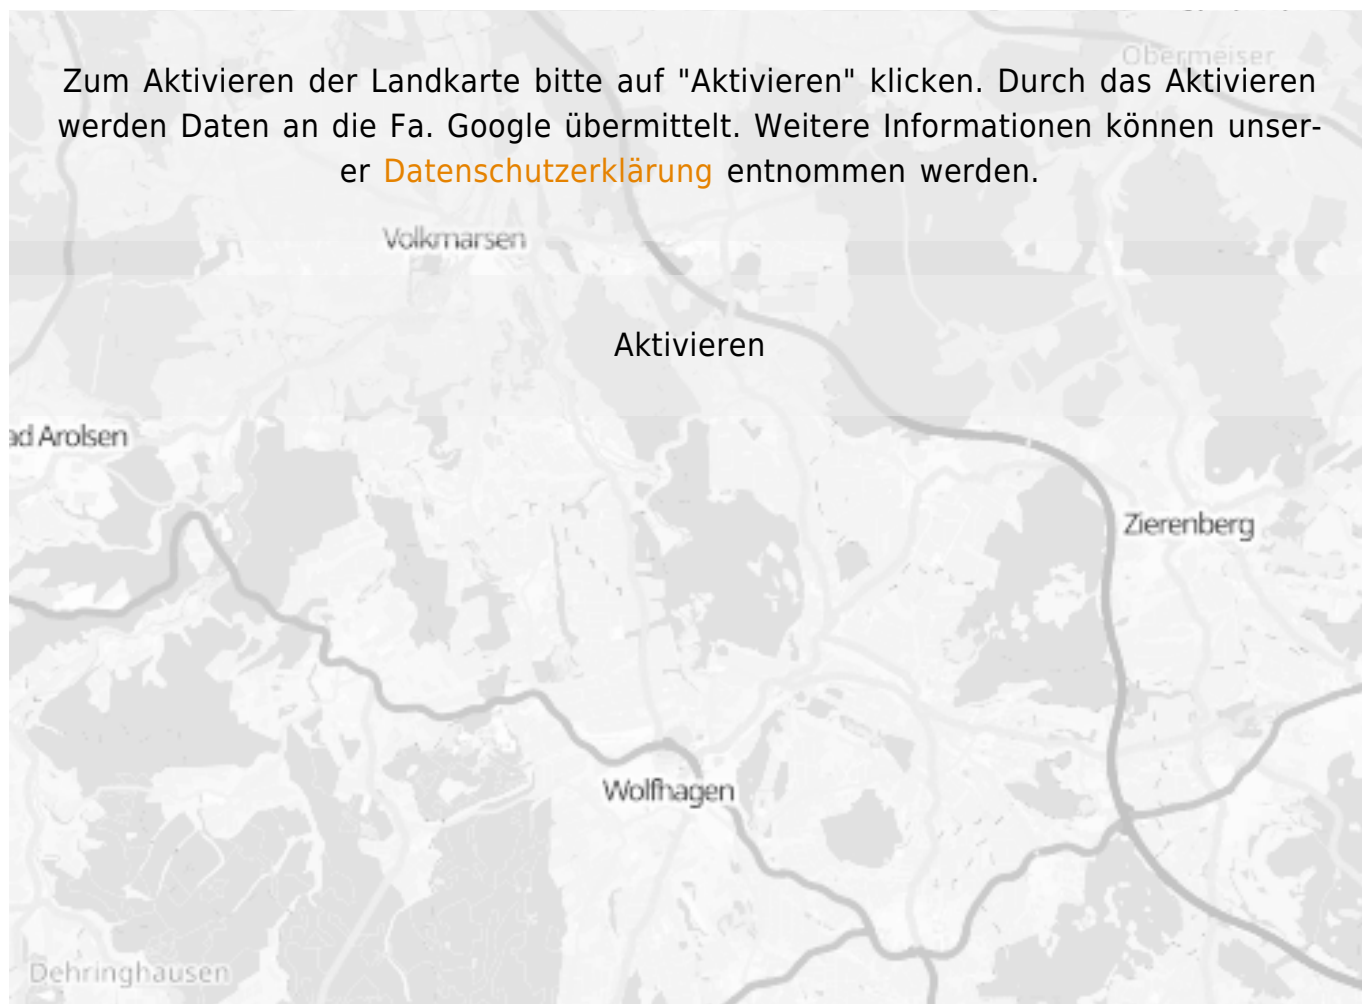 Obermeiser
Zum Aktivieren der Landkarte bitte auf "Aktivieren" klicken. Durch das Aktivieren
werden Daten an die Fa. Google übermittelt. Weitere Informationen können unser-
er Datenschutzerklärung entnommen werden.
Volkmarsen
Aktivieren
ad Arolsen
Zierenberg
Wolfhagen
Dehringhausen